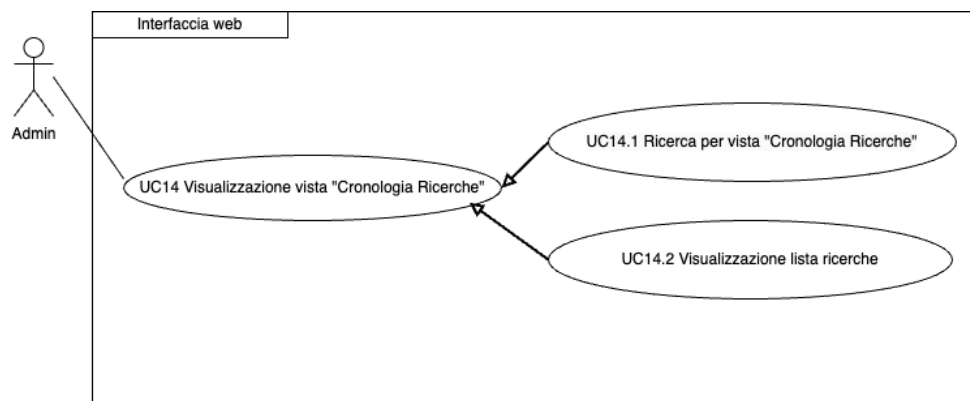 Interfaccia web
Admin
UC14.1 Ricerca per vista "Cronologia Ricerche"
UC14 Visualizzazione vista "Cronologia Ricerche"
UC14.2 Visualizzazione lista ricerche